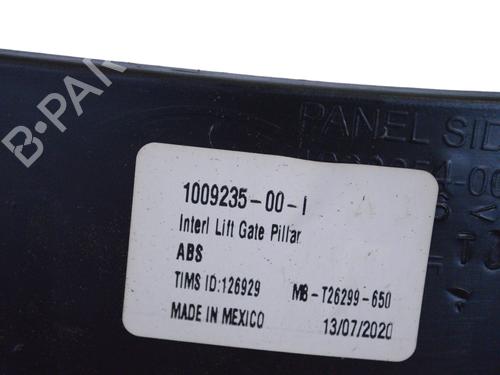 B-PAR
PANEL SID
1009235-00-I
Interl Lift Gate Pillar
ABS
TIMS ID:126929 MB-T26299-650
MADE IN MEXICO 13/07/2020